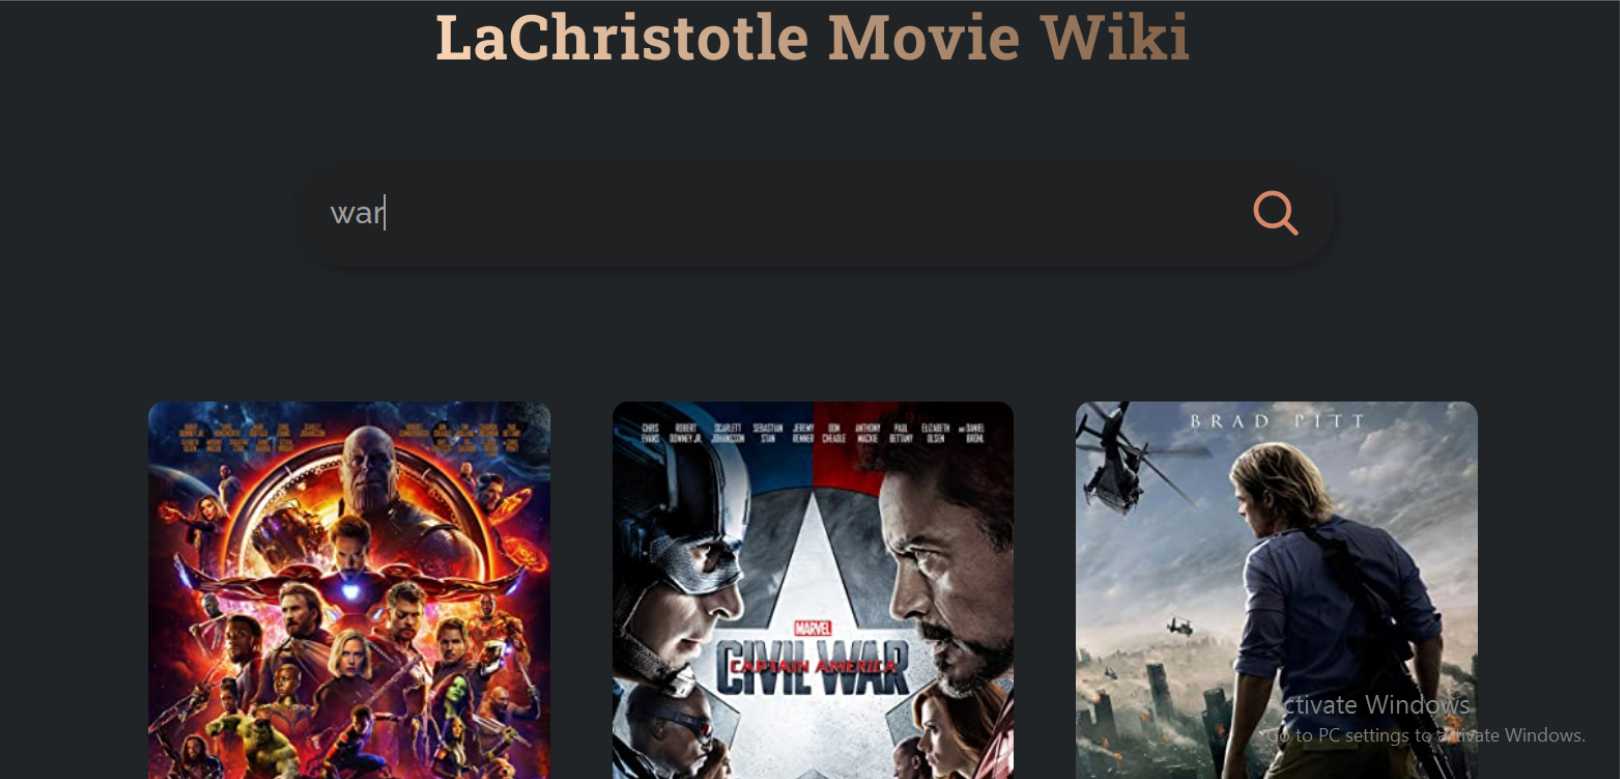 LaChristotle Movie Wiki
war
CHRIS EVANS ROBERT DOWNEY JR. SCARLETT JOHANSSON SEBASTIAN STAN JEREMY RENNER DON CHEADLE ANTHONY MACKIE PAUL BETTANY ELIZABETH OLSEN AND DANIEL BRÜHL
BRAD PITT
MARVEL
CAPTAIN AMERICA
CIVIL WAR
ctivate Windows
Go to PC settings to activate Windows.